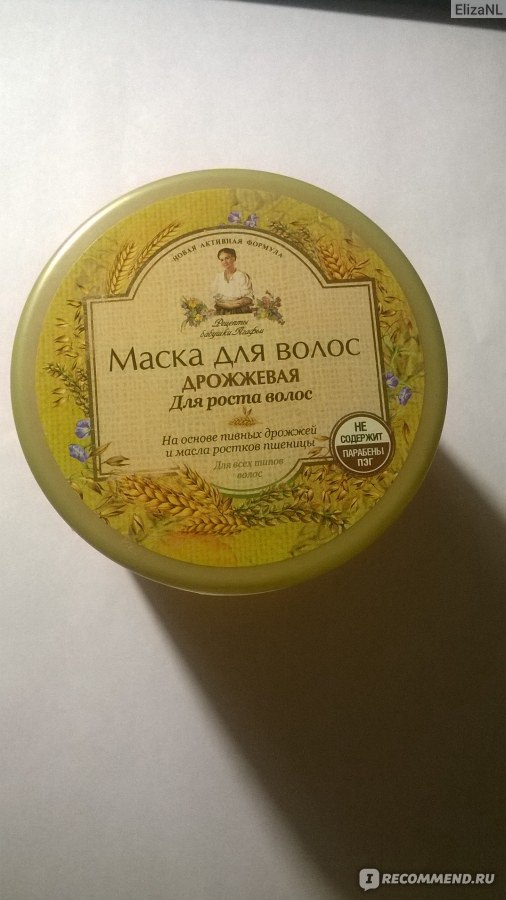 ElizaNL
НОВАЯ АКТИВНАЯ ФОРМУЛА
Рецепты
бабушки Агафьи
МАСКА ДЛЯ ВОЛОС
ДРОЖЖЕВАЯ
Для роста волос
На основе пивных дрожжей
и масла ростков пшеницы
Для всех типов
волос
НЕ
СОДЕРЖИТ
ПАРАБЕНЫ
ПЭГ
IRECOMMEND.RU